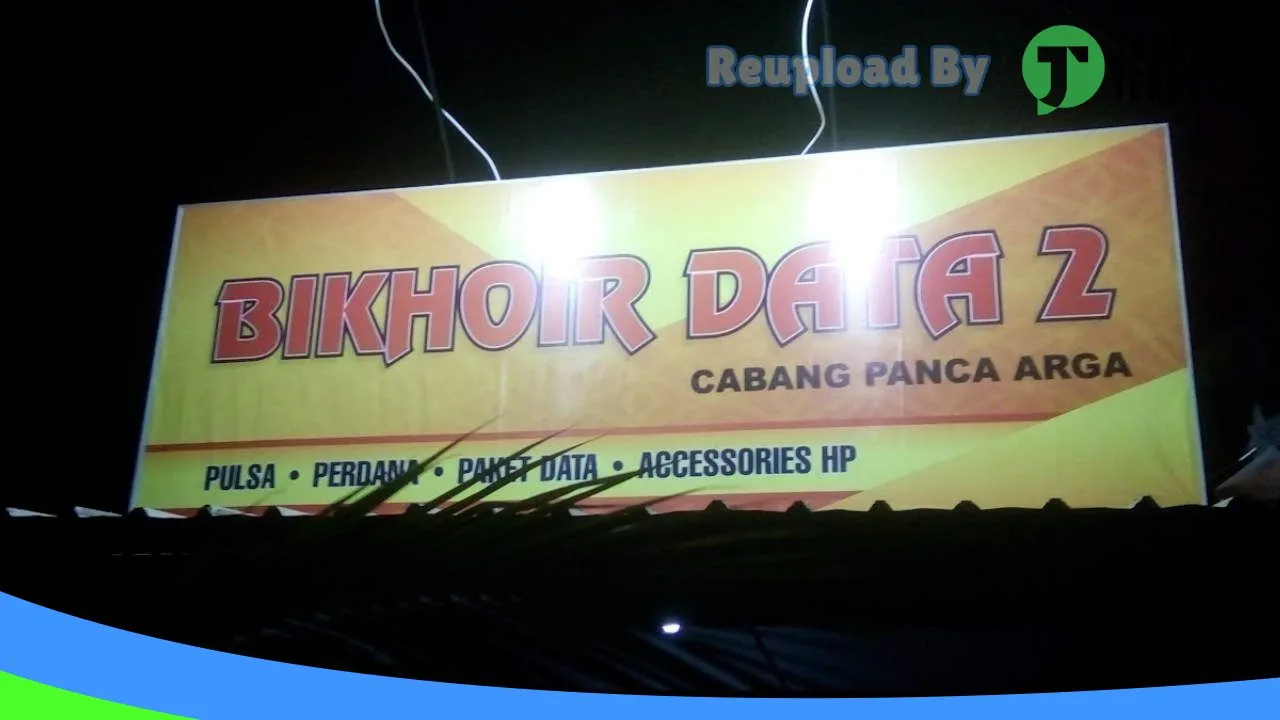 Reupload By
BIKHOIR DATA 2
CABANG PANCA ARGA
PULSA • PERDANA • PAKET DATA • ACCESSORIES HP